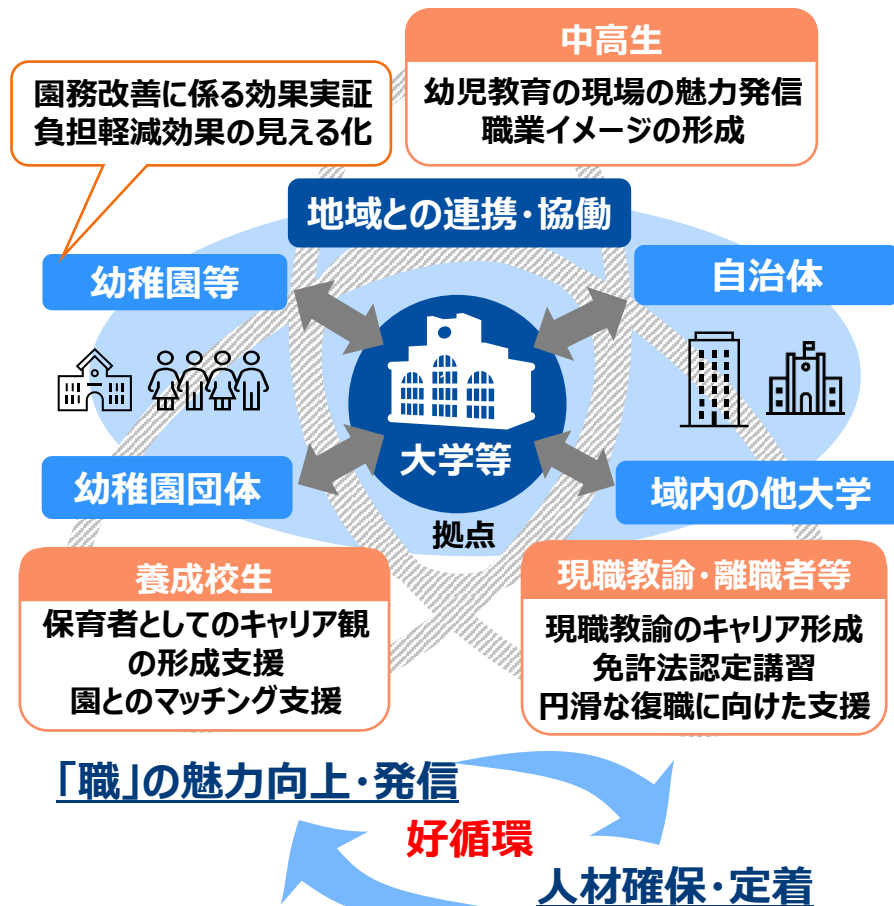 中高生
幼児教育の現場の魅力発信
職業イメージの形成
園務改善に係る効果実証
負担軽減効果の見える化
地域との連携・協働
幼稚園等
自治体
大学等
幼稚園団体
域内の他大学
拠点
養成校生
保育者としてのキャリア観
の形成支援
園とのマッチング支援
現職教諭・離職者等
現職教諭のキャリア形成
免許法認定講習
円滑な復職に向けた支援
「職」の魅力向上・発信
好循環
人材確保・定着